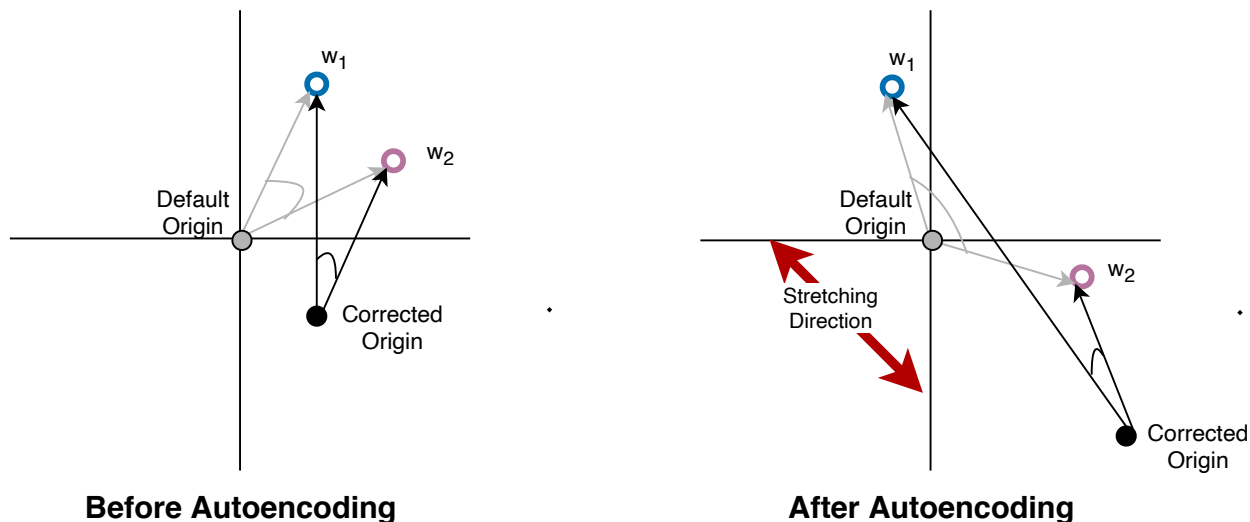 w1
w2
Default
Origin
Corrected
Origin
Before Autoencoding
w1
Default
Origin
w2
Stretching
Direction
Corrected
Origin
After Autoencoding